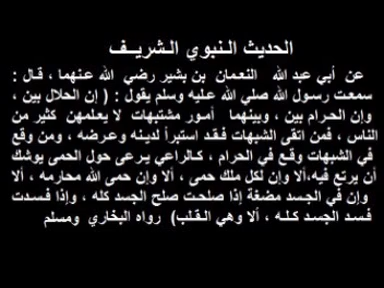 الحديث النبوي الشريف
عن أبي عبد الله النعمان بن بشير رضي الله عنهما ، قال :
سمعت رسول الله صلي الله عليه وسلم يقول : ( إن الحلال بين ،
وإن الحرام بين ، وبينهما أمور مشتبهات لا يعلمهن كثير من
الناس ، فمن اتقى الشبهات فقد استبرأ لدينه وعرضه ، ومن وقع
في الشبهات وقع في الحرام ، كالراعي يرعى حول الحمى يوشك
أن يرتع فيه،ألا وإن لكل ملك حمى ، ألا وإن حمى الله محارمه ، ألا
وإن في الجسد مضغة إذا صلحت صلح الجسد كله ، وإذا فسدت
فسد الجسد كله ، ألا وهي القلب) رواه البخاري ومسلم